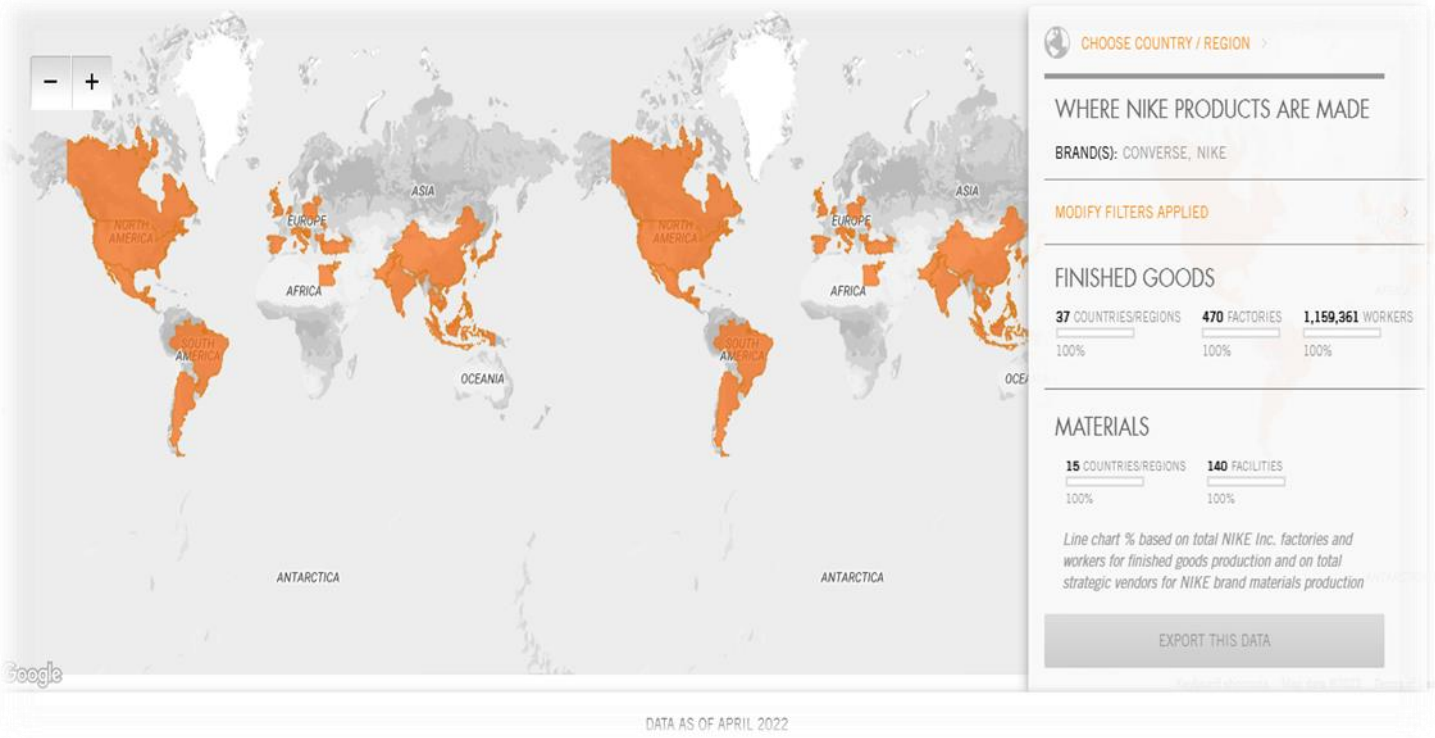 − +
NORTH
AMERICA
SOUTH
AMERICA
EUROPE
ASIA
AFRICA
OCEANIA
ANTARCTICA
NORTH
AMERICA
SOUTH
AMERICA
EUROPE
ASIA
AFRICA
ANTARCTICA
Google
CHOOSE COUNTRY / REGION >
WHERE NIKE PRODUCTS ARE MADE
BRAND(S): CONVERSE, NIKE
MODIFY FILTERS APPLIED >
FINISHED GOODS
37 COUNTRIES/REGIONS 470 FACTORIES 1,159,361 WORKERS
100% 100% 100%
MATERIALS
15 COUNTRIES/REGIONS 140 FACILITIES
100% 100%
Line chart % based on total NIKE Inc. factories and
workers for finished goods production and on total
strategic vendors for NIKE brand materials production
EXPORT THIS DATA
DATA AS OF APRIL 2022